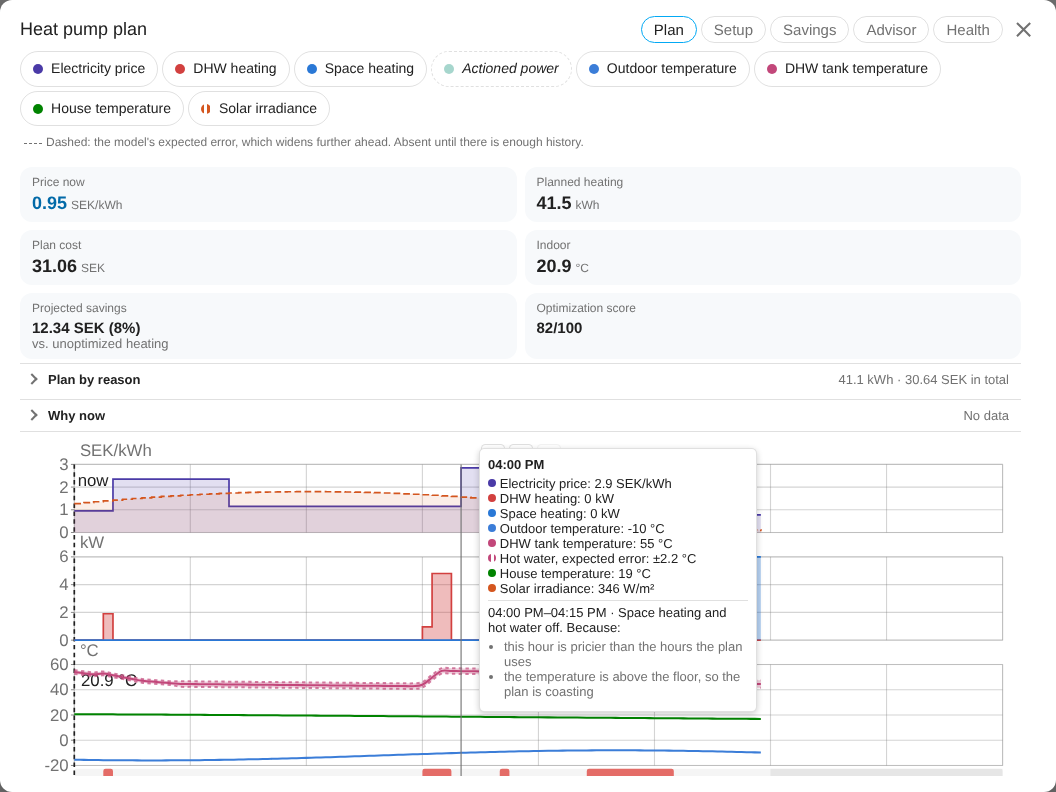 Heat pump plan
Plan
Setup
Savings
Advisor
Health
Electricity price
DHW heating
Space heating
Actioned power
Outdoor temperature
DHW tank temperature
House temperature
Solar irradiance
Dashed: the model's expected error, which widens further ahead. Absent until there is enough history.
Price now
0.95 SEK/kWh
Planned heating
41.5 kWh
Plan cost
31.06 SEK
Indoor
20.9 °C
Projected savings
12.34 SEK (8%)
vs. unoptimized heating
Optimization score
82/100
Plan by reason
41.1 kWh · 30.64 SEK in total
Why now
No data
SEK/kWh
3
2
1
0
now
kW
6
4
2
0
°C
60
40
20
0
-20
20.9 °C
04:00 PM
Electricity price: 2.9 SEK/kWh
DHW heating: 0 kW
Space heating: 0 kW
Outdoor temperature: -10 °C
DHW tank temperature: 55 °C
Hot water, expected error: ±2.2 °C
House temperature: 19 °C
Solar irradiance: 346 W/m²
04:00 PM–04:15 PM · Space heating and
hot water off. Because:
this hour is pricier than the hours the plan
uses
the temperature is above the floor, so the
plan is coasting